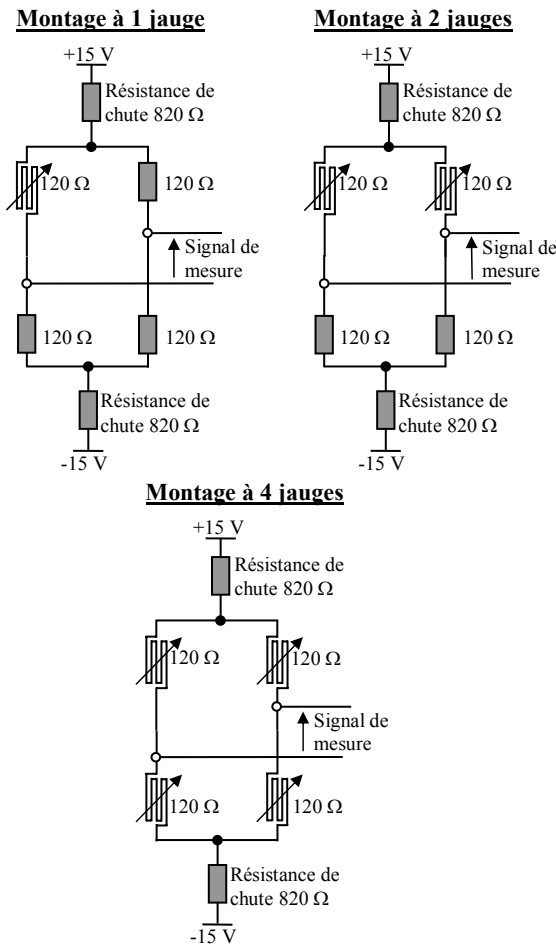 Montage à 1 jauge
+15 V
Résistance de
chute 820 Ω
120 Ω
120 Ω
Signal de
mesure
120 Ω
120 Ω
Résistance de
chute 820 Ω
-15 V
Montage à 2 jauges
+15 V
Résistance de
chute 820 Ω
120 Ω
120 Ω
Signal de
mesure
120 Ω
120 Ω
Résistance de
chute 820 Ω
-15 V
Montage à 4 jauges
+15 V
Résistance de
chute 820 Ω
120 Ω
120 Ω
Signal de
mesure
120 Ω
120 Ω
Résistance de
chute 820 Ω
-15 V